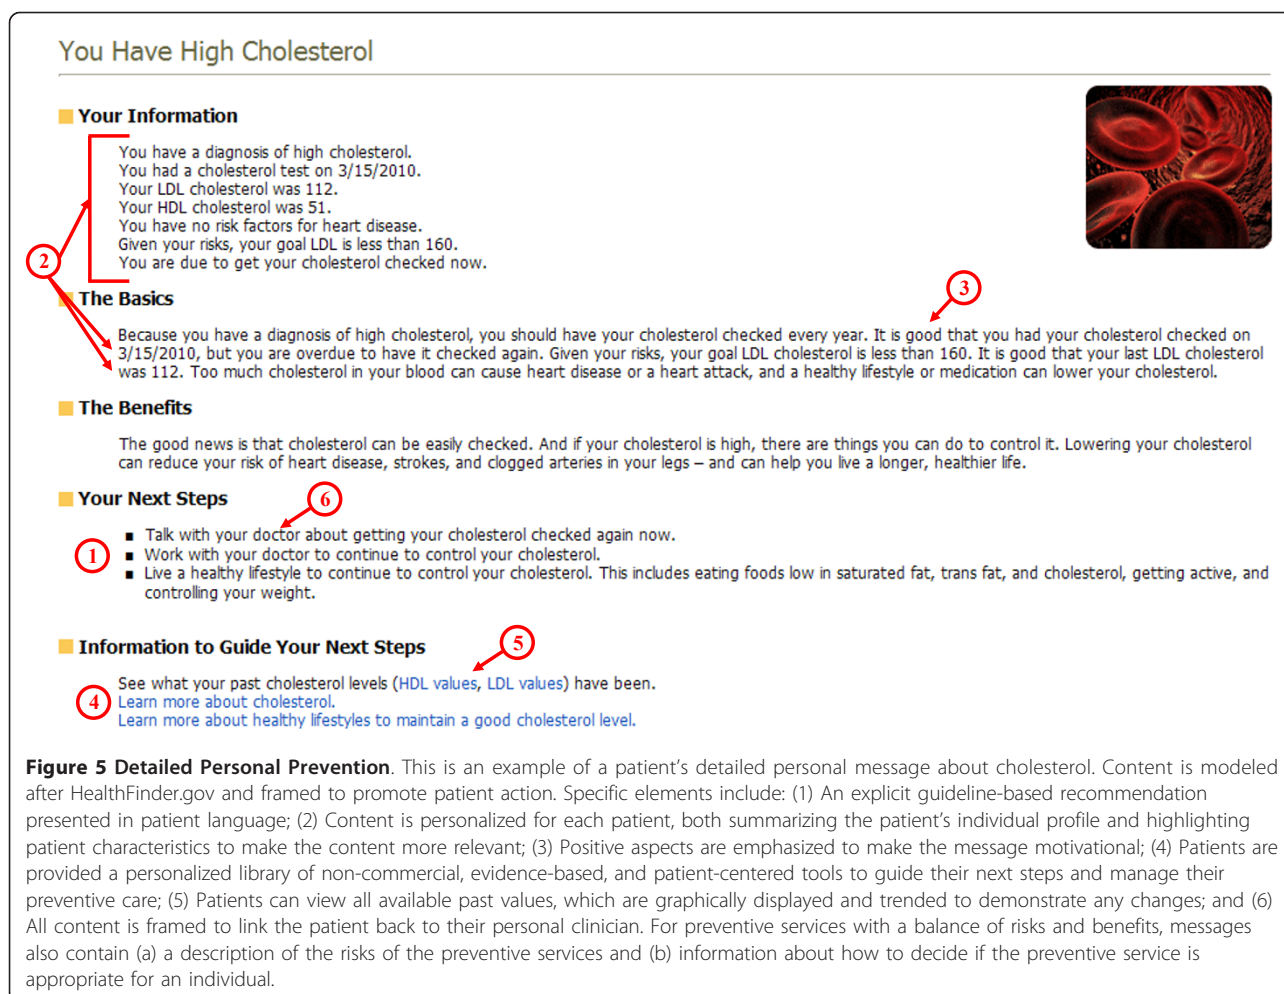 You Have High Cholesterol
Your Information
You have a diagnosis of high cholesterol.
You had a cholesterol test on 3/15/2010.
Your LDL cholesterol was 112.
Your HDL cholesterol was 51.
You have no risk factors for heart disease.
Given your risks, your goal LDL is less than 160.
You are due to get your cholesterol checked now.
2
The Basics
3
Because you have a diagnosis of high cholesterol, you should have your cholesterol checked every year. It is good that you had your cholesterol checked on
3/15/2010, but you are overdue to have it checked again. Given your risks, your goal LDL cholesterol is less than 160. It is good that your last LDL cholesterol
was 112. Too much cholesterol in your blood can cause heart disease or a heart attack, and a healthy lifestyle or medication can lower your cholesterol.
The Benefits
The good news is that cholesterol can be easily checked. And if your cholesterol is high, there are things you can do to control it. Lowering your cholesterol
can reduce your risk of heart disease, strokes, and clogged arteries in your legs – and can help you live a longer, healthier life.
Your Next Steps
6
1
■ Talk with your doctor about getting your cholesterol checked again now.
■ Work with your doctor to continue to control your cholesterol.
■ Live a healthy lifestyle to continue to control your cholesterol. This includes eating foods low in saturated fat, trans fat, and cholesterol, getting active, and
controlling your weight.
Information to Guide Your Next Steps
5
4
See what your past cholesterol levels (HDL values, LDL values) have been.
Learn more about cholesterol.
Learn more about healthy lifestyles to maintain a good cholesterol level.
Figure 5 Detailed Personal Prevention. This is an example of a patient's detailed personal message about cholesterol. Content is modeled
after HealthFinder.gov and framed to promote patient action. Specific elements include: (1) An explicit guideline-based recommendation
presented in patient language; (2) Content is personalized for each patient, both summarizing the patient's individual profile and highlighting
patient characteristics to make the content more relevant; (3) Positive aspects are emphasized to make the message motivational; (4) Patients are
provided a personalized library of non-commercial, evidence-based, and patient-centered tools to guide their next steps and manage their
preventive care; (5) Patients can view all available past values, which are graphically displayed and trended to demonstrate any changes; and (6)
All content is framed to link the patient back to their personal clinician. For preventive services with a balance of risks and benefits, messages
also contain (a) a description of the risks of the preventive services and (b) information about how to decide if the preventive service is
appropriate for an individual.